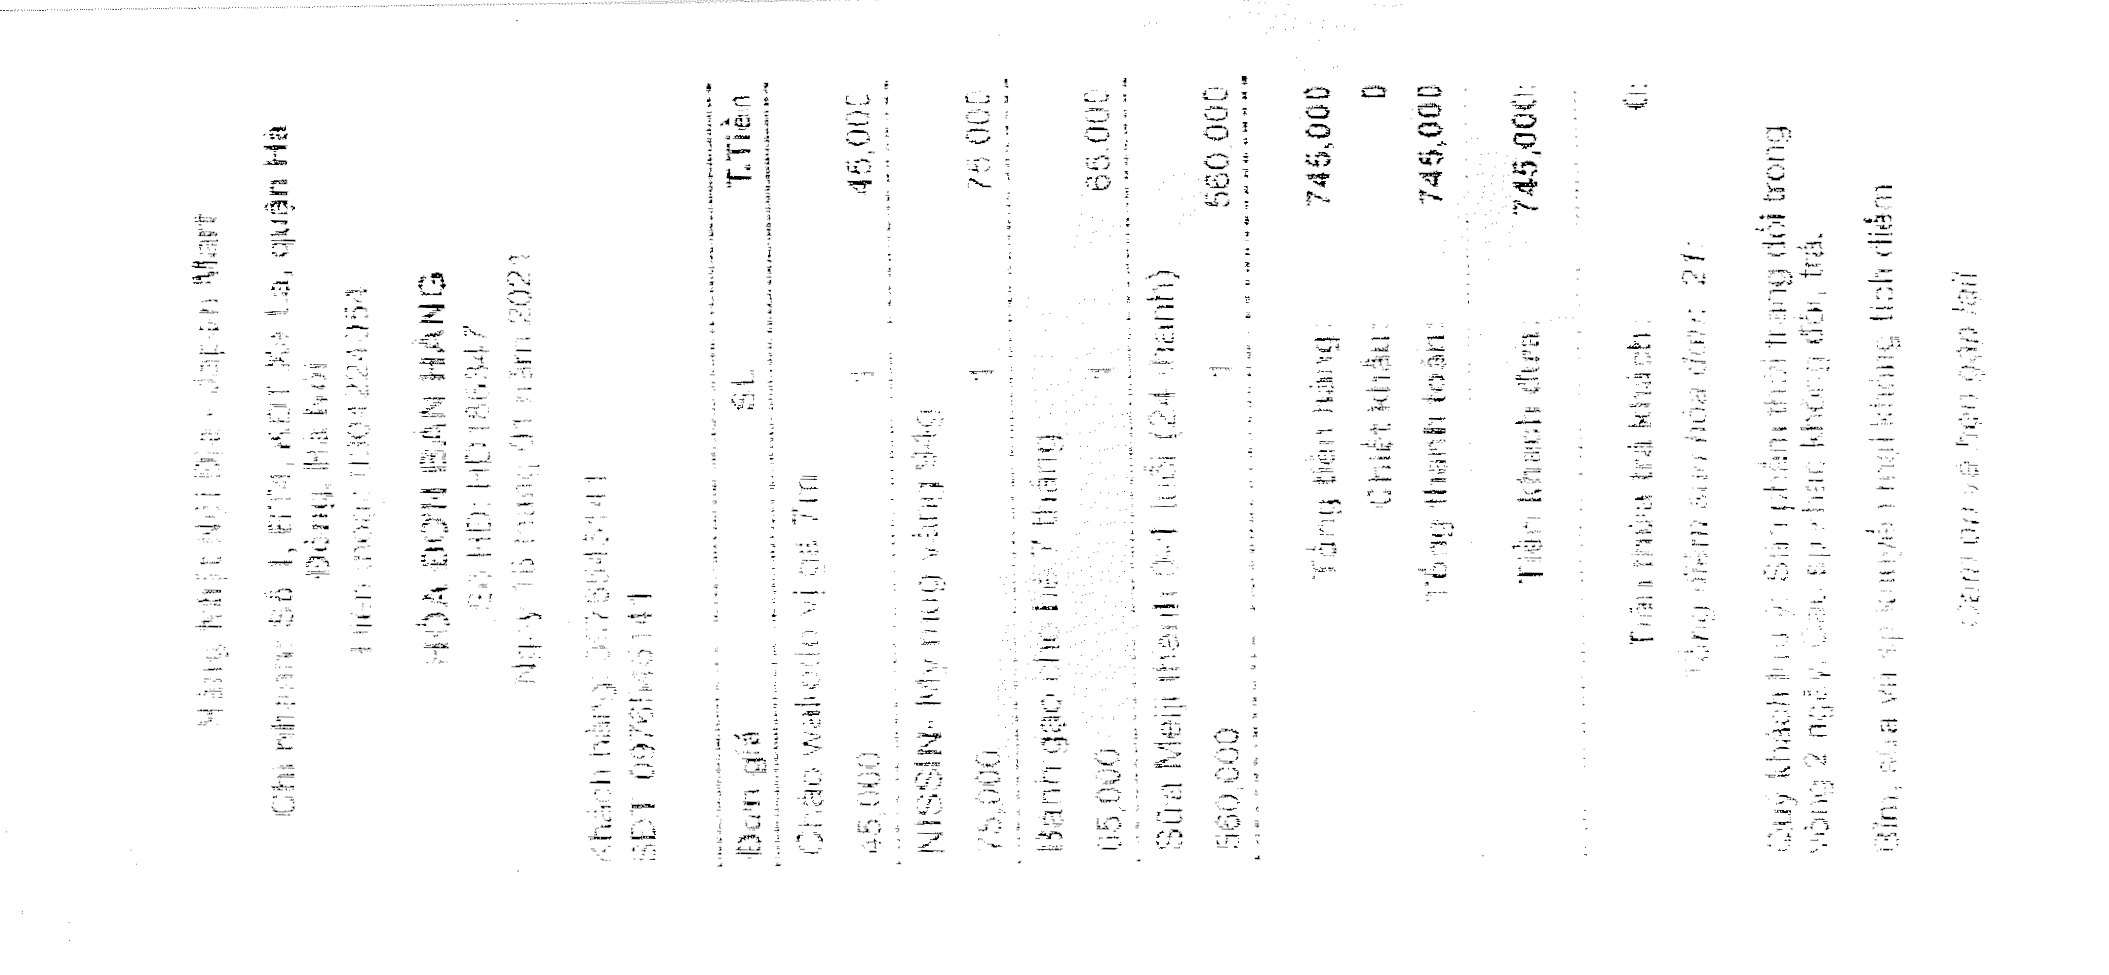 Hàng Nhật Nội Địa - Japan Mart
Chi nhánh: Số 1, BT4, KĐT Xa La, quận Hà
Đông, Hà Nội
Điện thoại: 0904224354
HÓA ĐƠN BÁN HÀNG
Số HD: HD186347
Ngày 16 tháng 01 năm 2021
Khách hàng: 0976545141
SDT: 0976545141
Đơn giá SL T.Tiền
Cháo wakodo vị gà 7m
45,000 1 45,000
NISSIN- Mỳ mug vàng 94g
75,000 1 75,000
Bánh gạo cho bé 7 tháng
65,000 1 65,000
Sữa Meiji thanh 0-1 tuổi (24 thanh)
560,000 1 560,000
Tổng tiền hàng: 745,000
Chiết khấu: 0
Tổng thanh toán: 745,000
Tiền khách đưa: 745,000
Tiền thừa trả khách: 0
Tổng điểm sau hóa đơn: 21
Quý khách lưu ý: Sản phẩm thời trang đổi trong
vòng 2 ngày. Các sp khác không đổi, trả.
Bỉm, sữa và sp khuyến mại không tích điểm
Cảm ơn và hẹn gặp lại!